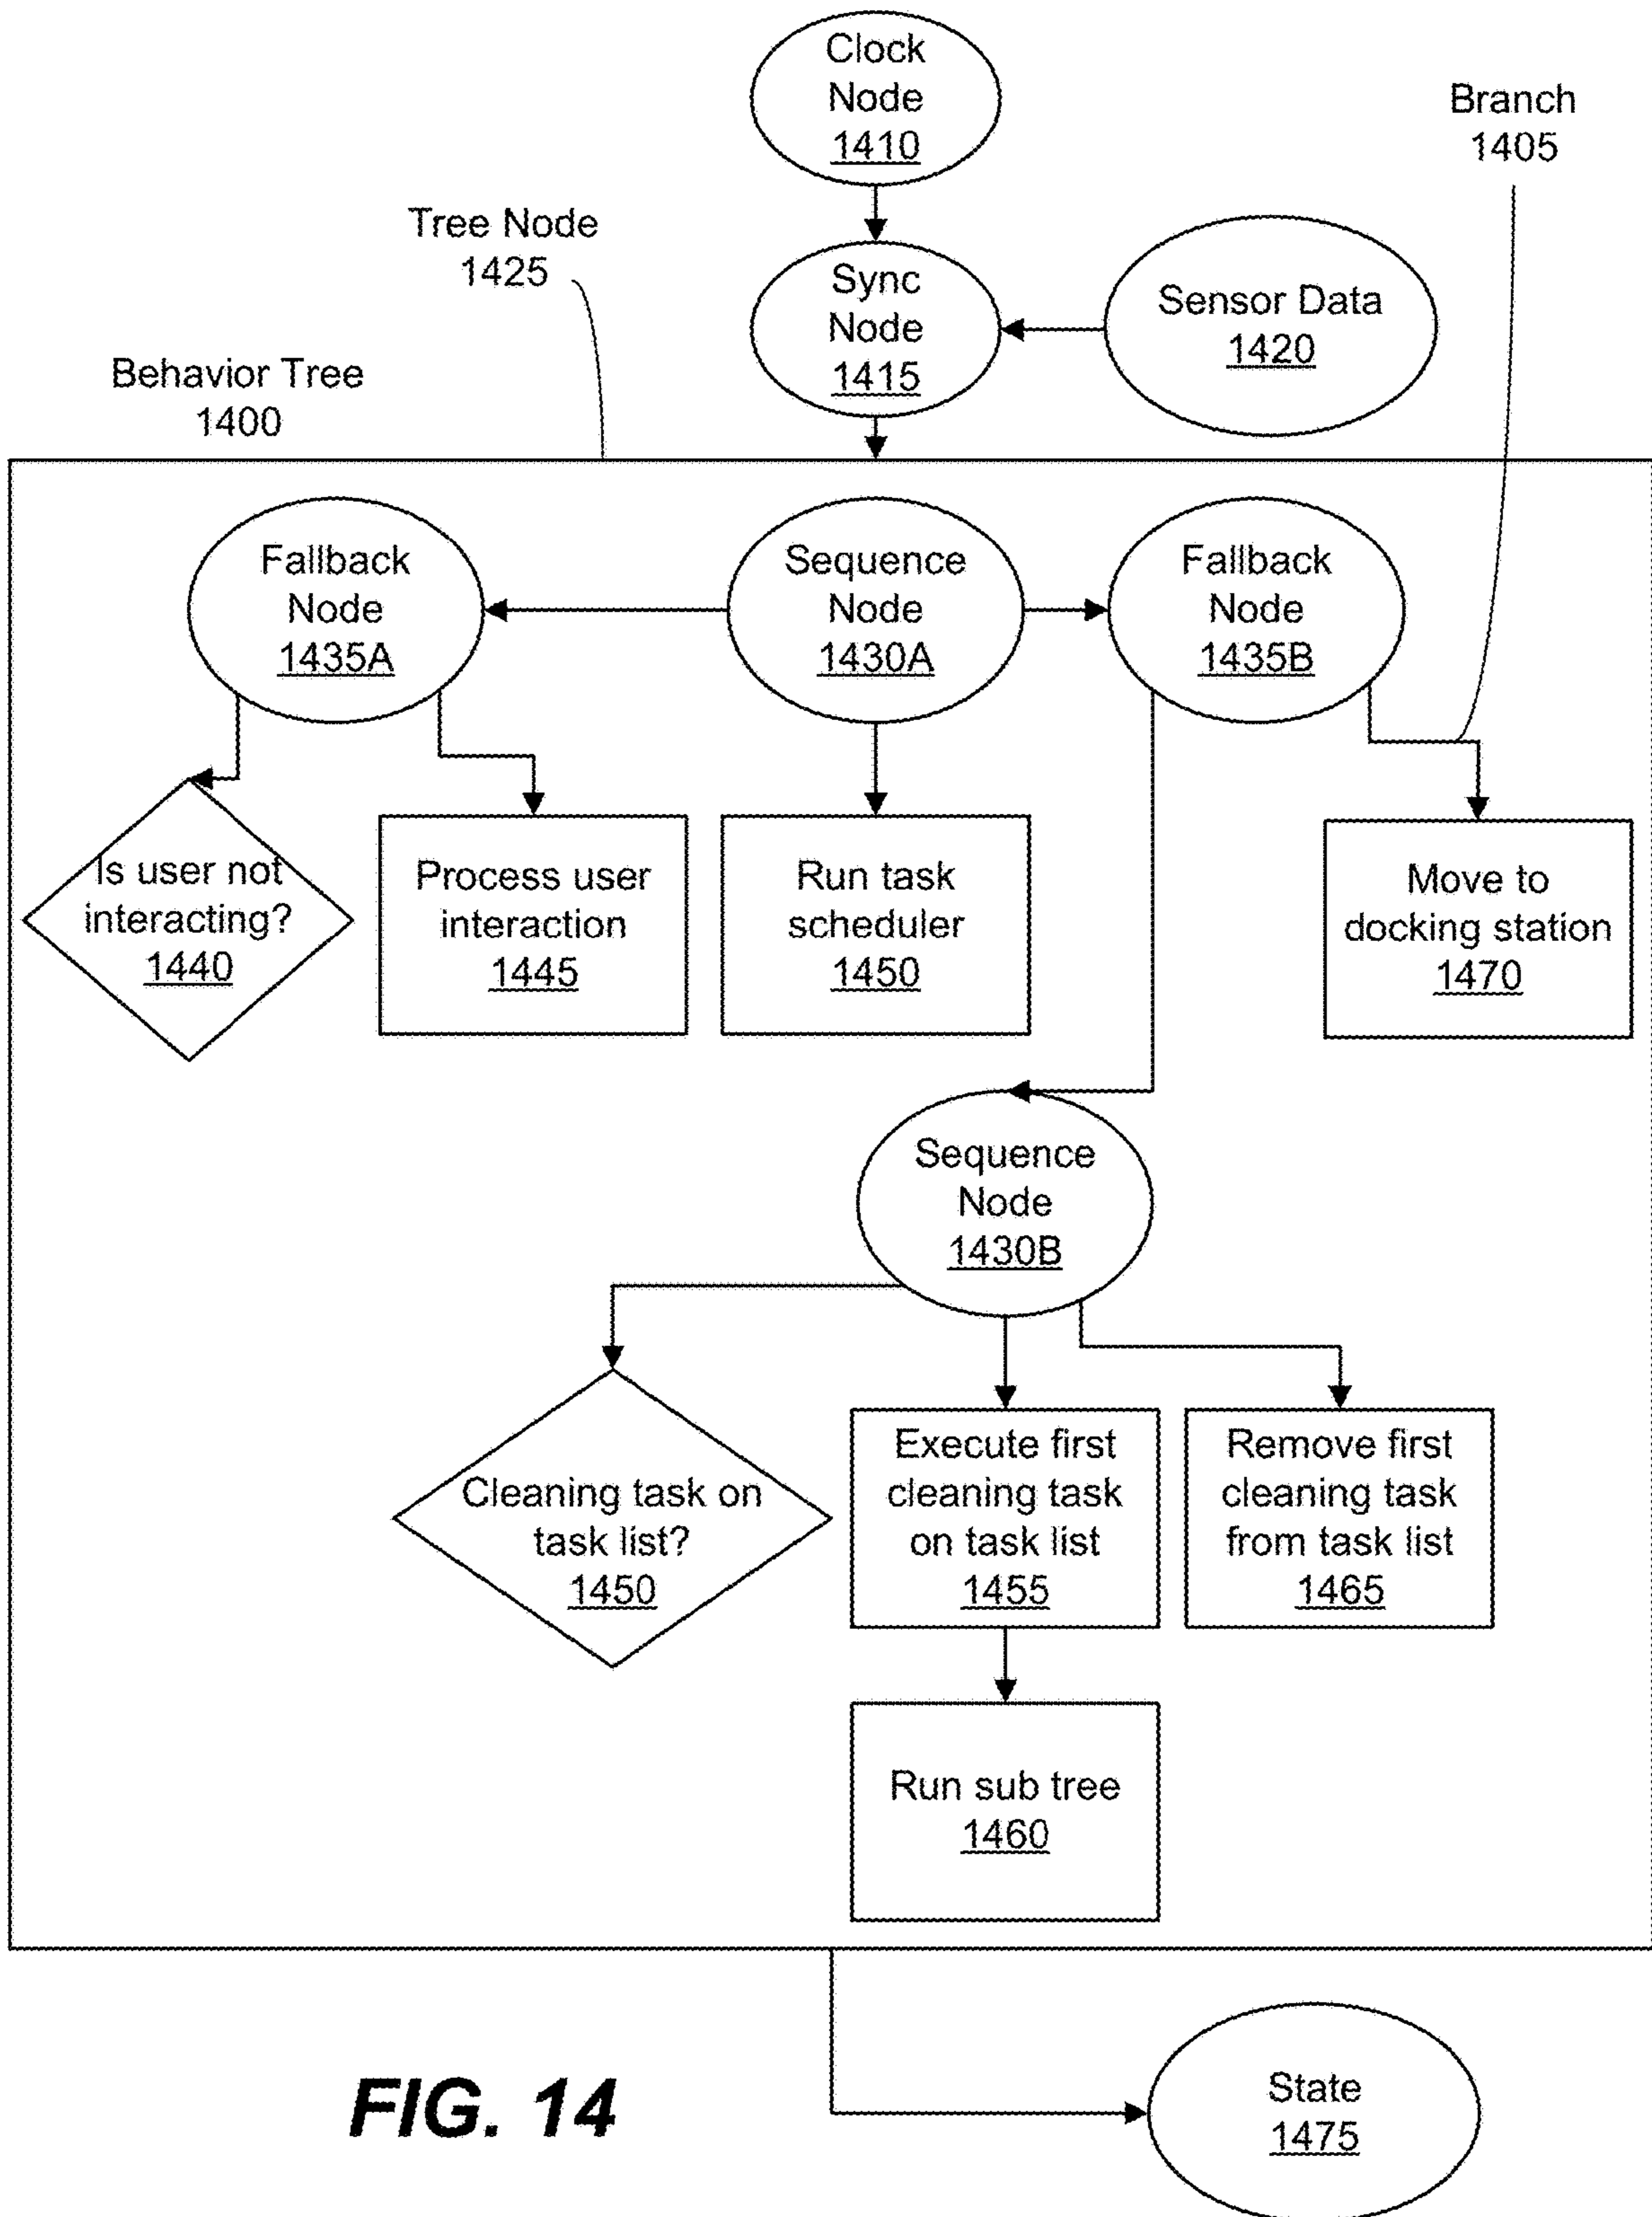 Clock
Node
1410
Branch
1405
Tree Node
1425
Sync
Node
1415
Sensor Data
1420
Behavior Tree
1400
Fallback
Node
1435A
Sequence
Node
1430A
Fallback
Node
1435B
Is user not
interacting?
1440
Process user
interaction
1445
Run task
scheduler
1450
Move to
docking station
1470
Sequence
Node
1430B
Cleaning task on
task list?
1450
Execute first
cleaning task
on task list
1455
Remove first
cleaning task
from task list
1465
Run sub tree
1460
State
1475
FIG. 14